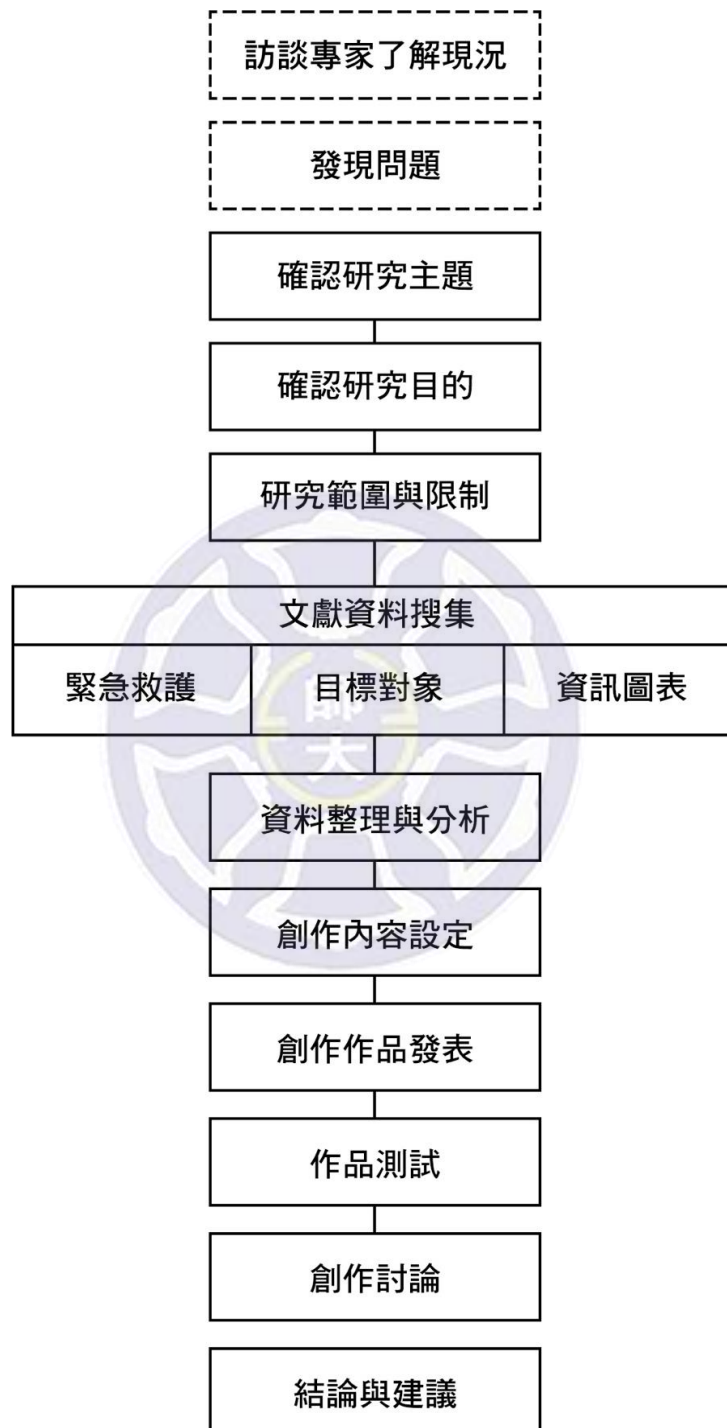 訪談專家了解現況
發現問題
確認研究主題
確認研究目的
研究範圍與限制
文獻資料搜集
緊急救護 目標對象 資訊圖表
師大
資料整理與分析
創作內容設定
創作作品發表
作品測試
創作討論
結論與建議